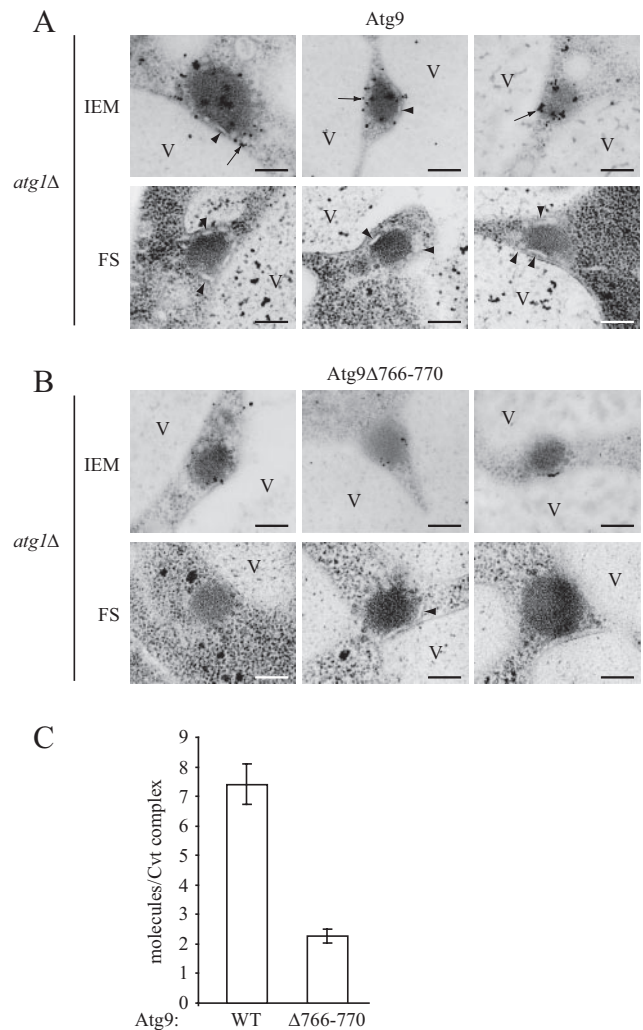 A
Atg9
IEM
V
V
V
V
V
atg1Δ
FS
V
V
V
V
B
Atg9Δ766-770
IEM
V
V
V
V
V
atg1Δ
FS
V
V
V
C
molecules/Cvt complex
9
8
7
6
5
4
3
2
1
0
Atg9: WT Δ766-770